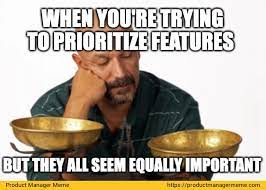 WHEN YOU'RE TRYING
TO PRIORITIZE FEATURES
BUT THEY ALL SEEM EQUALLY IMPORTANT
Product Manager Meme
https://productmanagermeme.com